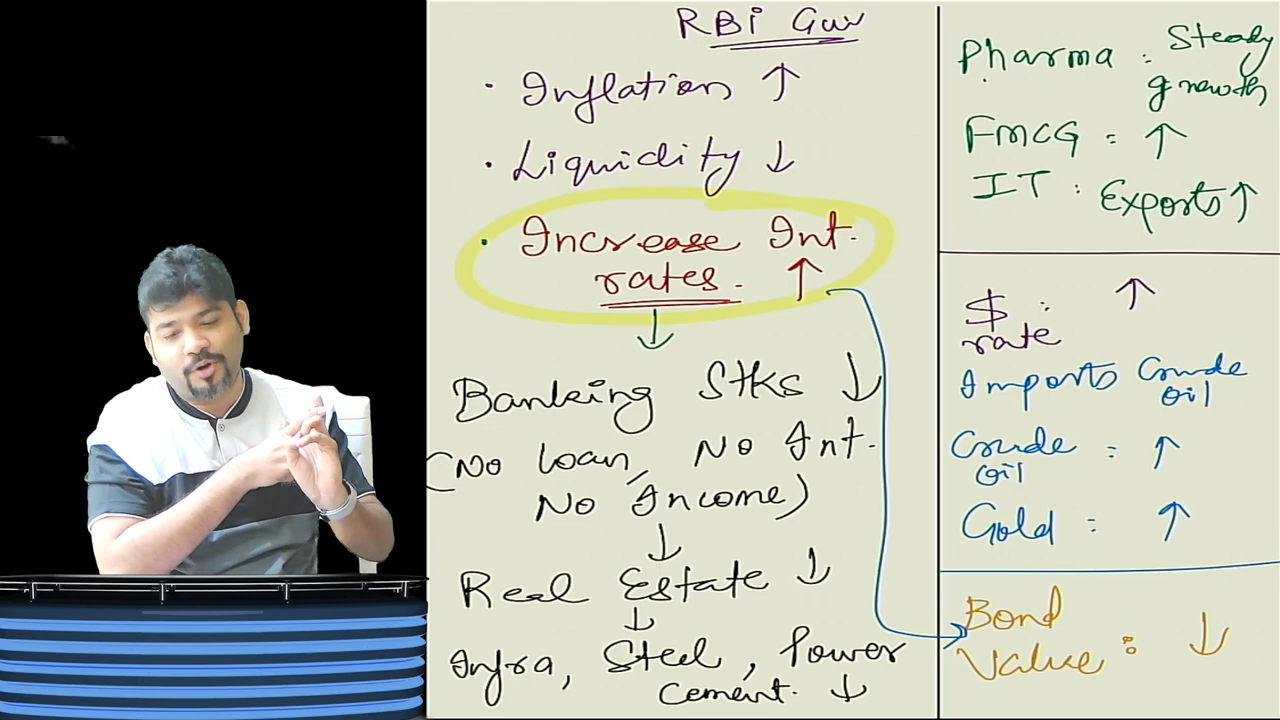 RBi Guv
· Inflation ↑
· Liquidity ↓
· Increase Int.
rates. ↑
↓
Banking Stks ↓
(No loan, No Int.
No Income)
↓
Real Estate ↓
↓
Infra, Steel, Power
cement. ↓
Pharma : Steady
growth
FMCG = ↑
IT : Exports ↑
$ : ↑
rate
Imports Crude
oil
Crude : ↑
oil
Gold : ↑
Bond
Value : ↓